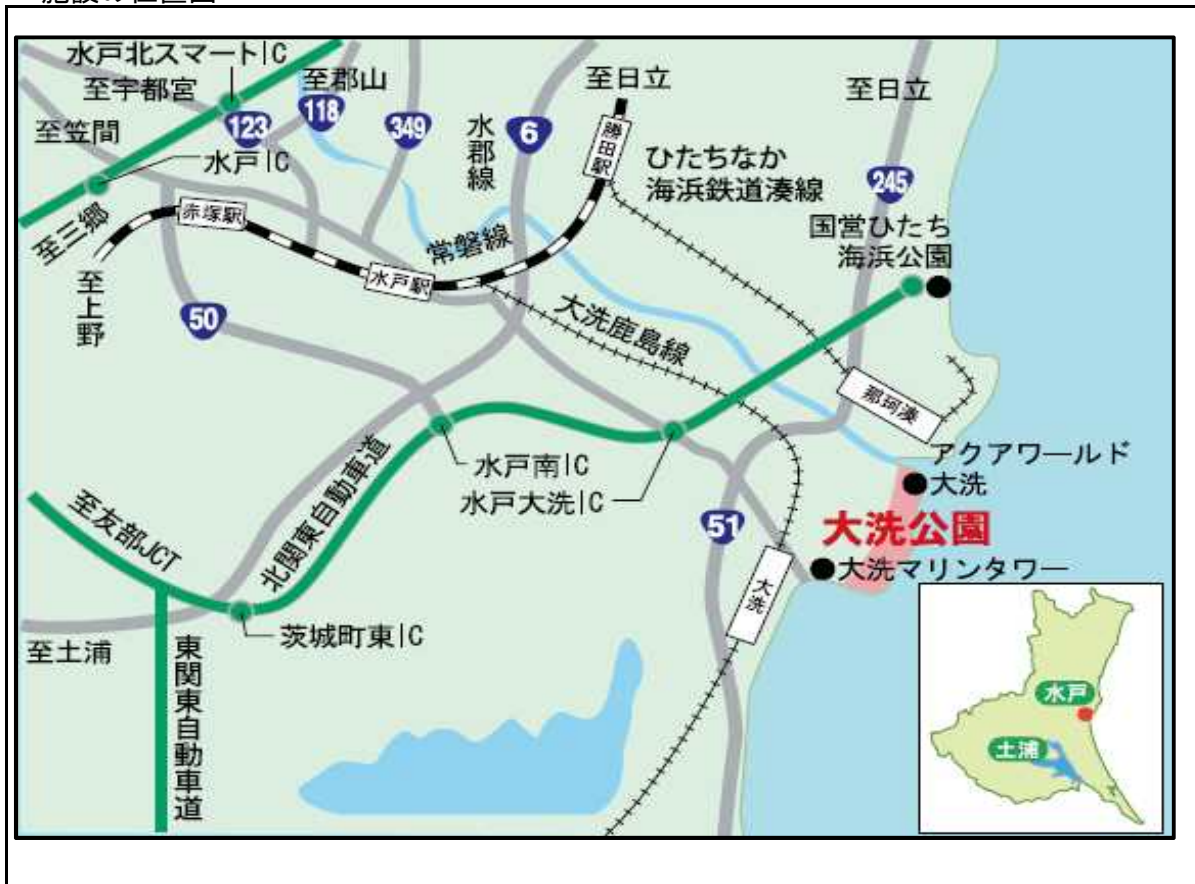 水戸北スマートIC
至宇都宮
至郡山
至日立
至日立
118
123
349
水郡線
6
勝田駅
至笠間
水戸IC
ひたちなか
海浜鉄道湊線
245
赤塚駅
至三郷
常磐線
国営ひたち
海浜公園
至上野
水戸駅
50
大洗鹿島線
那珂湊
水戸南IC
水戸大洗IC
アクアワールド
大洗
至友部JCT
北関東自動車道
51
大洗公園
大洗マリンタワー
大洗
茨城町東IC
至土浦
東関東自動車道
水戸
土浦